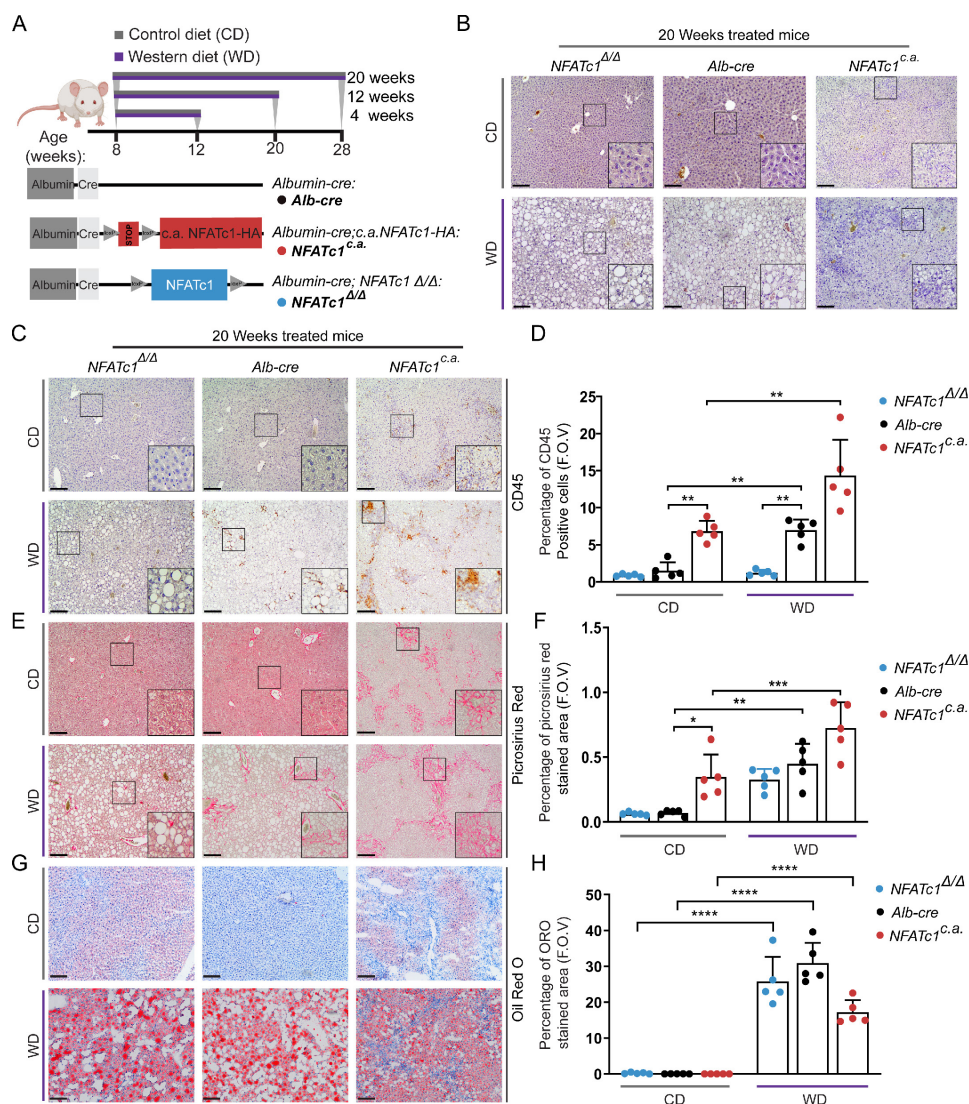 A
Control diet (CD)
Western diet (WD)
20 weeks
12 weeks
4 weeks
Age
(weeks):
8 12 20 28
Albumin Cre
Albumin-cre:
Alb-cre
Albumin Cre STOP c.a. NFATc1-HA
Albumin-cre;c.a.NFATc1-HA:
NFATc1c.a.
Albumin Cre NFATc1
Albumin-cre; NFATc1 Δ/Δ:
NFATc1Δ/Δ
B
20 Weeks treated mice
NFATc1Δ/Δ Alb-cre NFATc1c.a.
CD
WD
C
20 Weeks treated mice
NFATc1Δ/Δ Alb-cre NFATc1c.a.
CD
WD
CD45
D
Percentage of CD45
Positive cells (F.O.V)
25
20
15
10
5
0
** ** ** **
CD WD
NFATc1Δ/Δ
Alb-cre
NFATc1c.a.
E
CD
WD
Picrosirius Red
F
Percentage of picrosirius red
stained area (F.O.V)
1.5
1.0
0.5
0.0
* ** ***
CD WD
NFATc1Δ/Δ
Alb-cre
NFATc1c.a.
G
CD
WD
Oil Red O
H
Percentage of ORO
stained area (F.O.V)
50
40
30
20
10
0
**** **** ****
CD WD
NFATc1Δ/Δ
Alb-cre
NFATc1c.a.